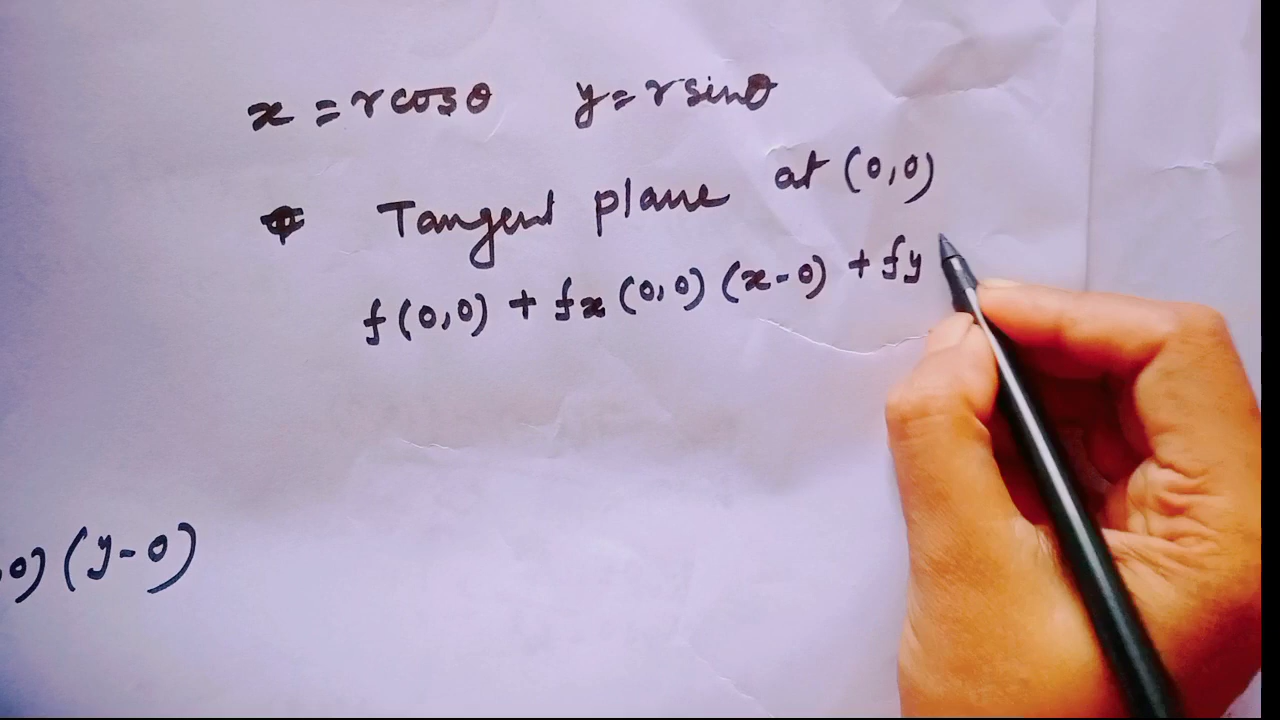 x = r cos θ y = r sin θ
Tangent plane at (0,0)
f(0,0) + fx (0,0) (x-0) + fy
0) (y-0)